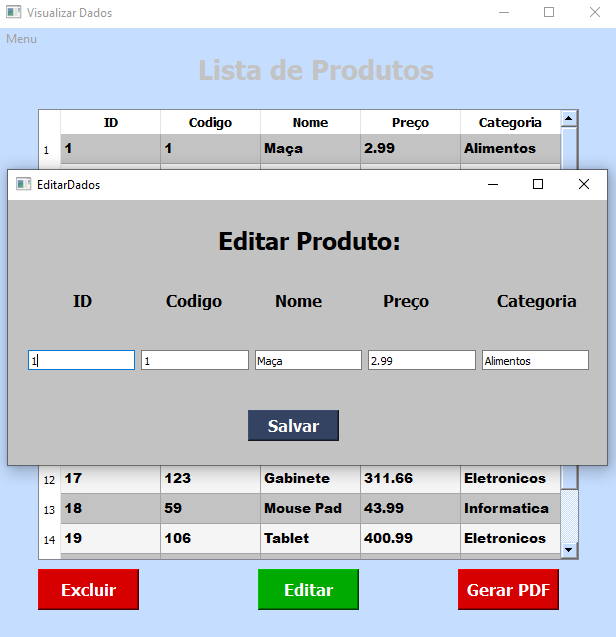 Visualizar Dados
Menu
Lista de Produtos
ID Codigo Nome Preço Categoria
1 1 1 Maça 2.99 Alimentos
EditarDados
Editar Produto:
ID Codigo Nome Preço Categoria
1 1 Maça 2.99 Alimentos
Salvar
12 17 123 Gabinete 311.66 Eletronicos
13 18 59 Mouse Pad 43.99 Informatica
14 19 106 Tablet 400.99 Eletronicos
Excluir Editar Gerar PDF